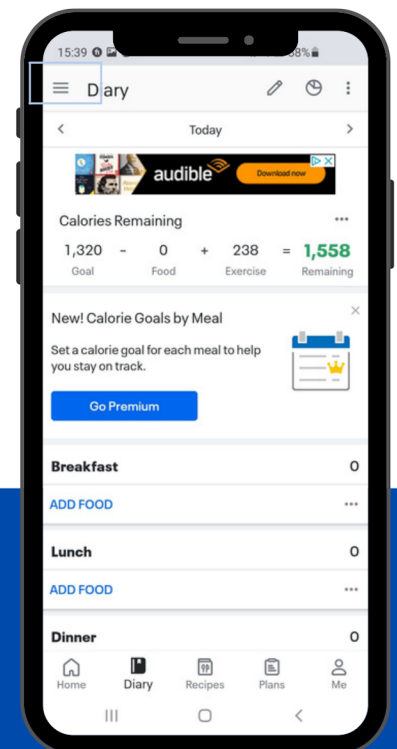 15:39
8%
Diary
Today
audible
Download now
Calories Remaining
1,320 - 0 + 238 = 1,558
Goal Food Exercise Remaining
New! Calorie Goals by Meal
Set a calorie goal for each meal to help
you stay on track.
Go Premium
Breakfast 0
ADD FOOD
Lunch 0
ADD FOOD
Dinner 0
Home Diary Recipes Plans Me